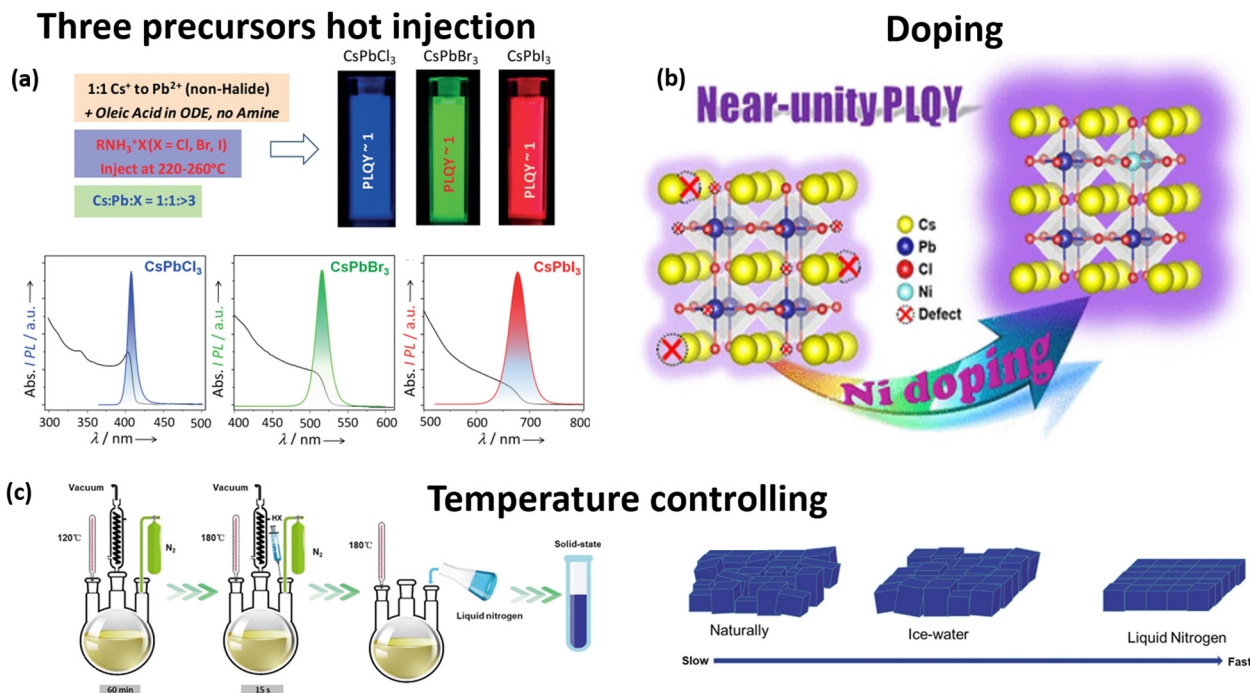 Three precursors hot injection
(a)
1:1 Cs⁺ to Pb²⁺ (non-Halide)
+ Oleic Acid in ODE, no Amine
RNH₃⁺X⁻(X = Cl, Br, I)
Inject at 220-260°C
Cs:Pb:X = 1:1:>3
CsPbCl₃
CsPbBr₃
CsPbI₃
PLQY ~ 1
PLQY ~ 1
PLQY ~ 1
CsPbCl₃
Abs. I PL / a.u. →
300 350 400 450 500
λ / nm →
CsPbBr₃
Abs. I PL / a.u. →
400 450 500 550 600
λ / nm →
CsPbI₃
Abs. I PL / a.u. →
500 600 700 800
λ / nm →
Doping
(b)
Near-unity PLQY
Cs
Pb
Cl
Ni
Defect
Ni doping
Temperature controlling
(c)
Vacuum
120℃
N₂
60 min
Vacuum
HX
180℃
N₂
15 s
180℃
Liquid nitrogen
Solid-state
Naturally
Ice-water
Liquid Nitrogen
Slow
Fast